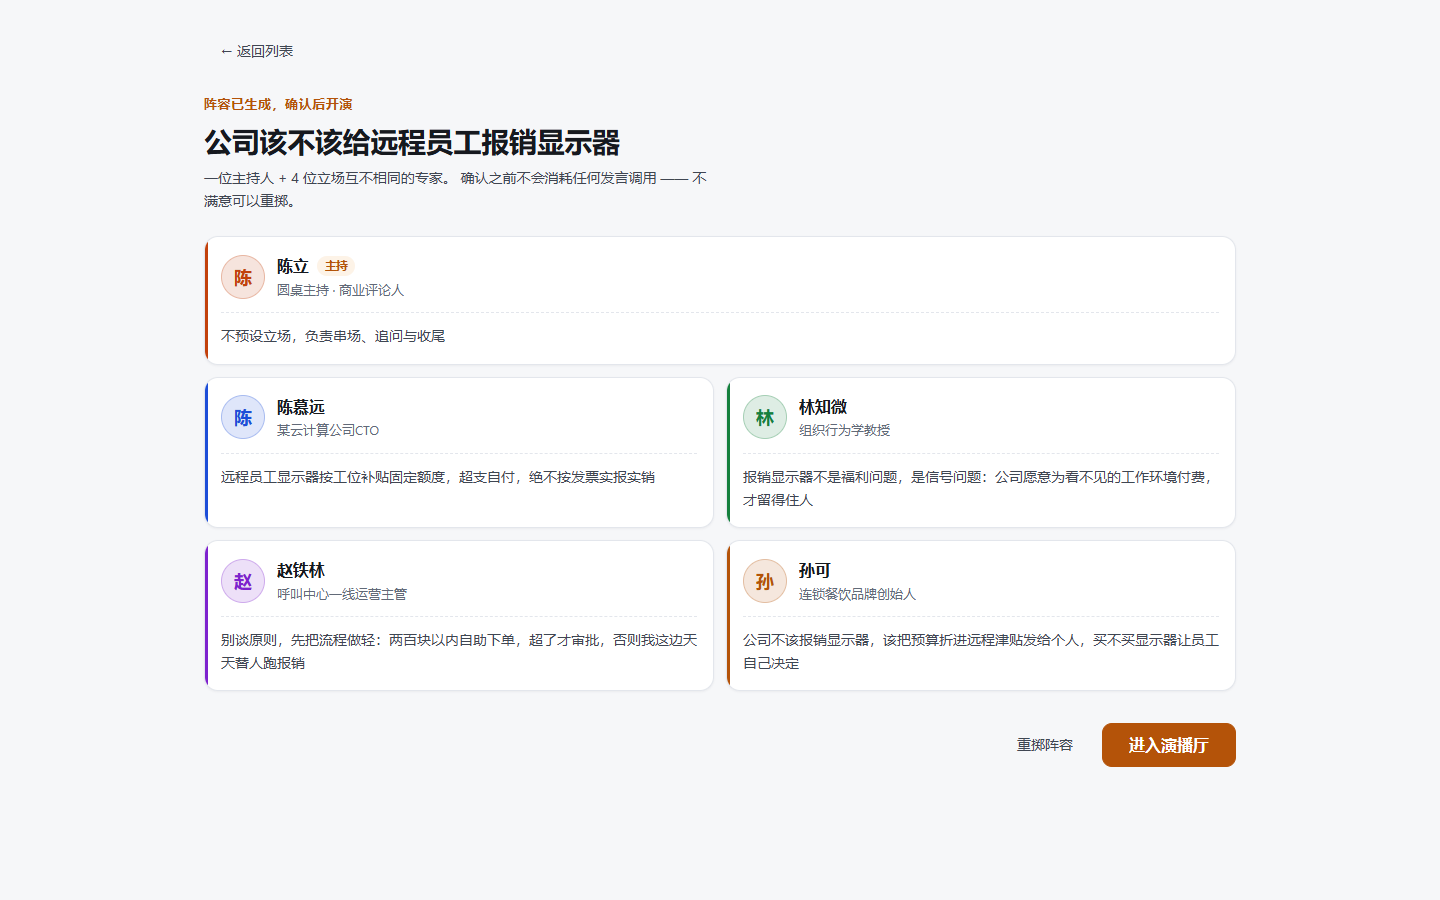 ← 返回列表
阵容已生成，确认后开演
公司该不该给远程员工报销显示器
一位主持人 + 4 位立场互不相同的专家。 确认之前不会消耗任何发言调用 —— 不
满意可以重掷。
陈
陈立 主持
圆桌主持 · 商业评论人
不预设立场，负责串场、追问与收尾
陈
陈慕远
某云计算公司CTO
远程员工显示器按工位补贴固定额度，超支自付，绝不按发票实报实销
林
林知微
组织行为学教授
报销显示器不是福利问题，是信号问题：公司愿意为看不见的工作环境付费，
才留得住人
赵
赵铁林
呼叫中心一线运营主管
别谈原则，先把流程做轻：两百块以内自助下单，超了才审批，否则我这边天
天替人跑报销
孙
孙可
连锁餐饮品牌创始人
公司不该报销显示器，该把预算折进远程津贴发给个人，买不买显示器让员工
自己决定
重掷阵容
进入演播厅